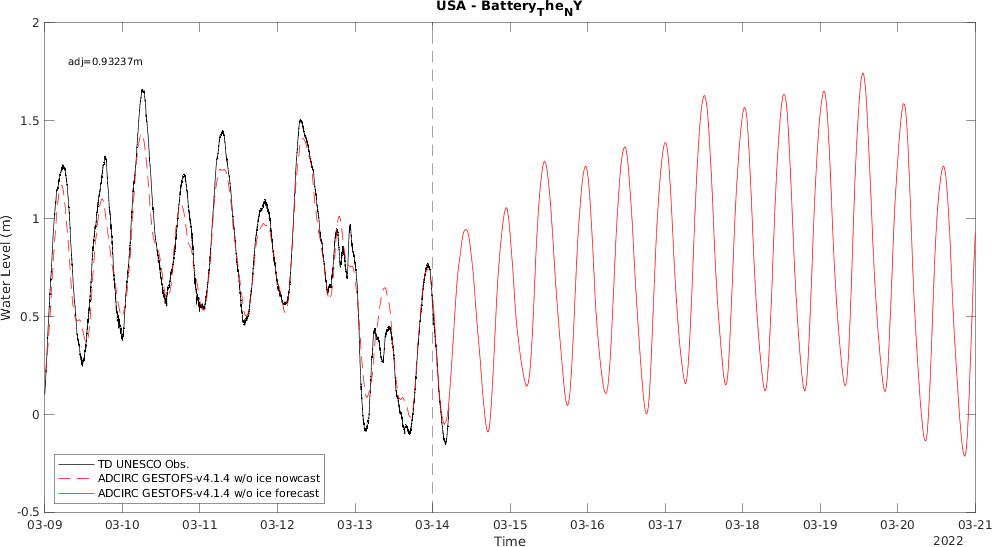 USA - Battery_The_NY
adj=0.93237m
2
1.5
1
0.5
0
-0.5
Water Level (m)
TD UNESCO Obs.
ADCIRC GESTOFS-v4.1.4 w/o ice nowcast
ADCIRC GESTOFS-v4.1.4 w/o ice forecast
03-09 03-10 03-11 03-12 03-13 03-14 03-15 03-16 03-17 03-18 03-19 03-20 03-21
Time
2022